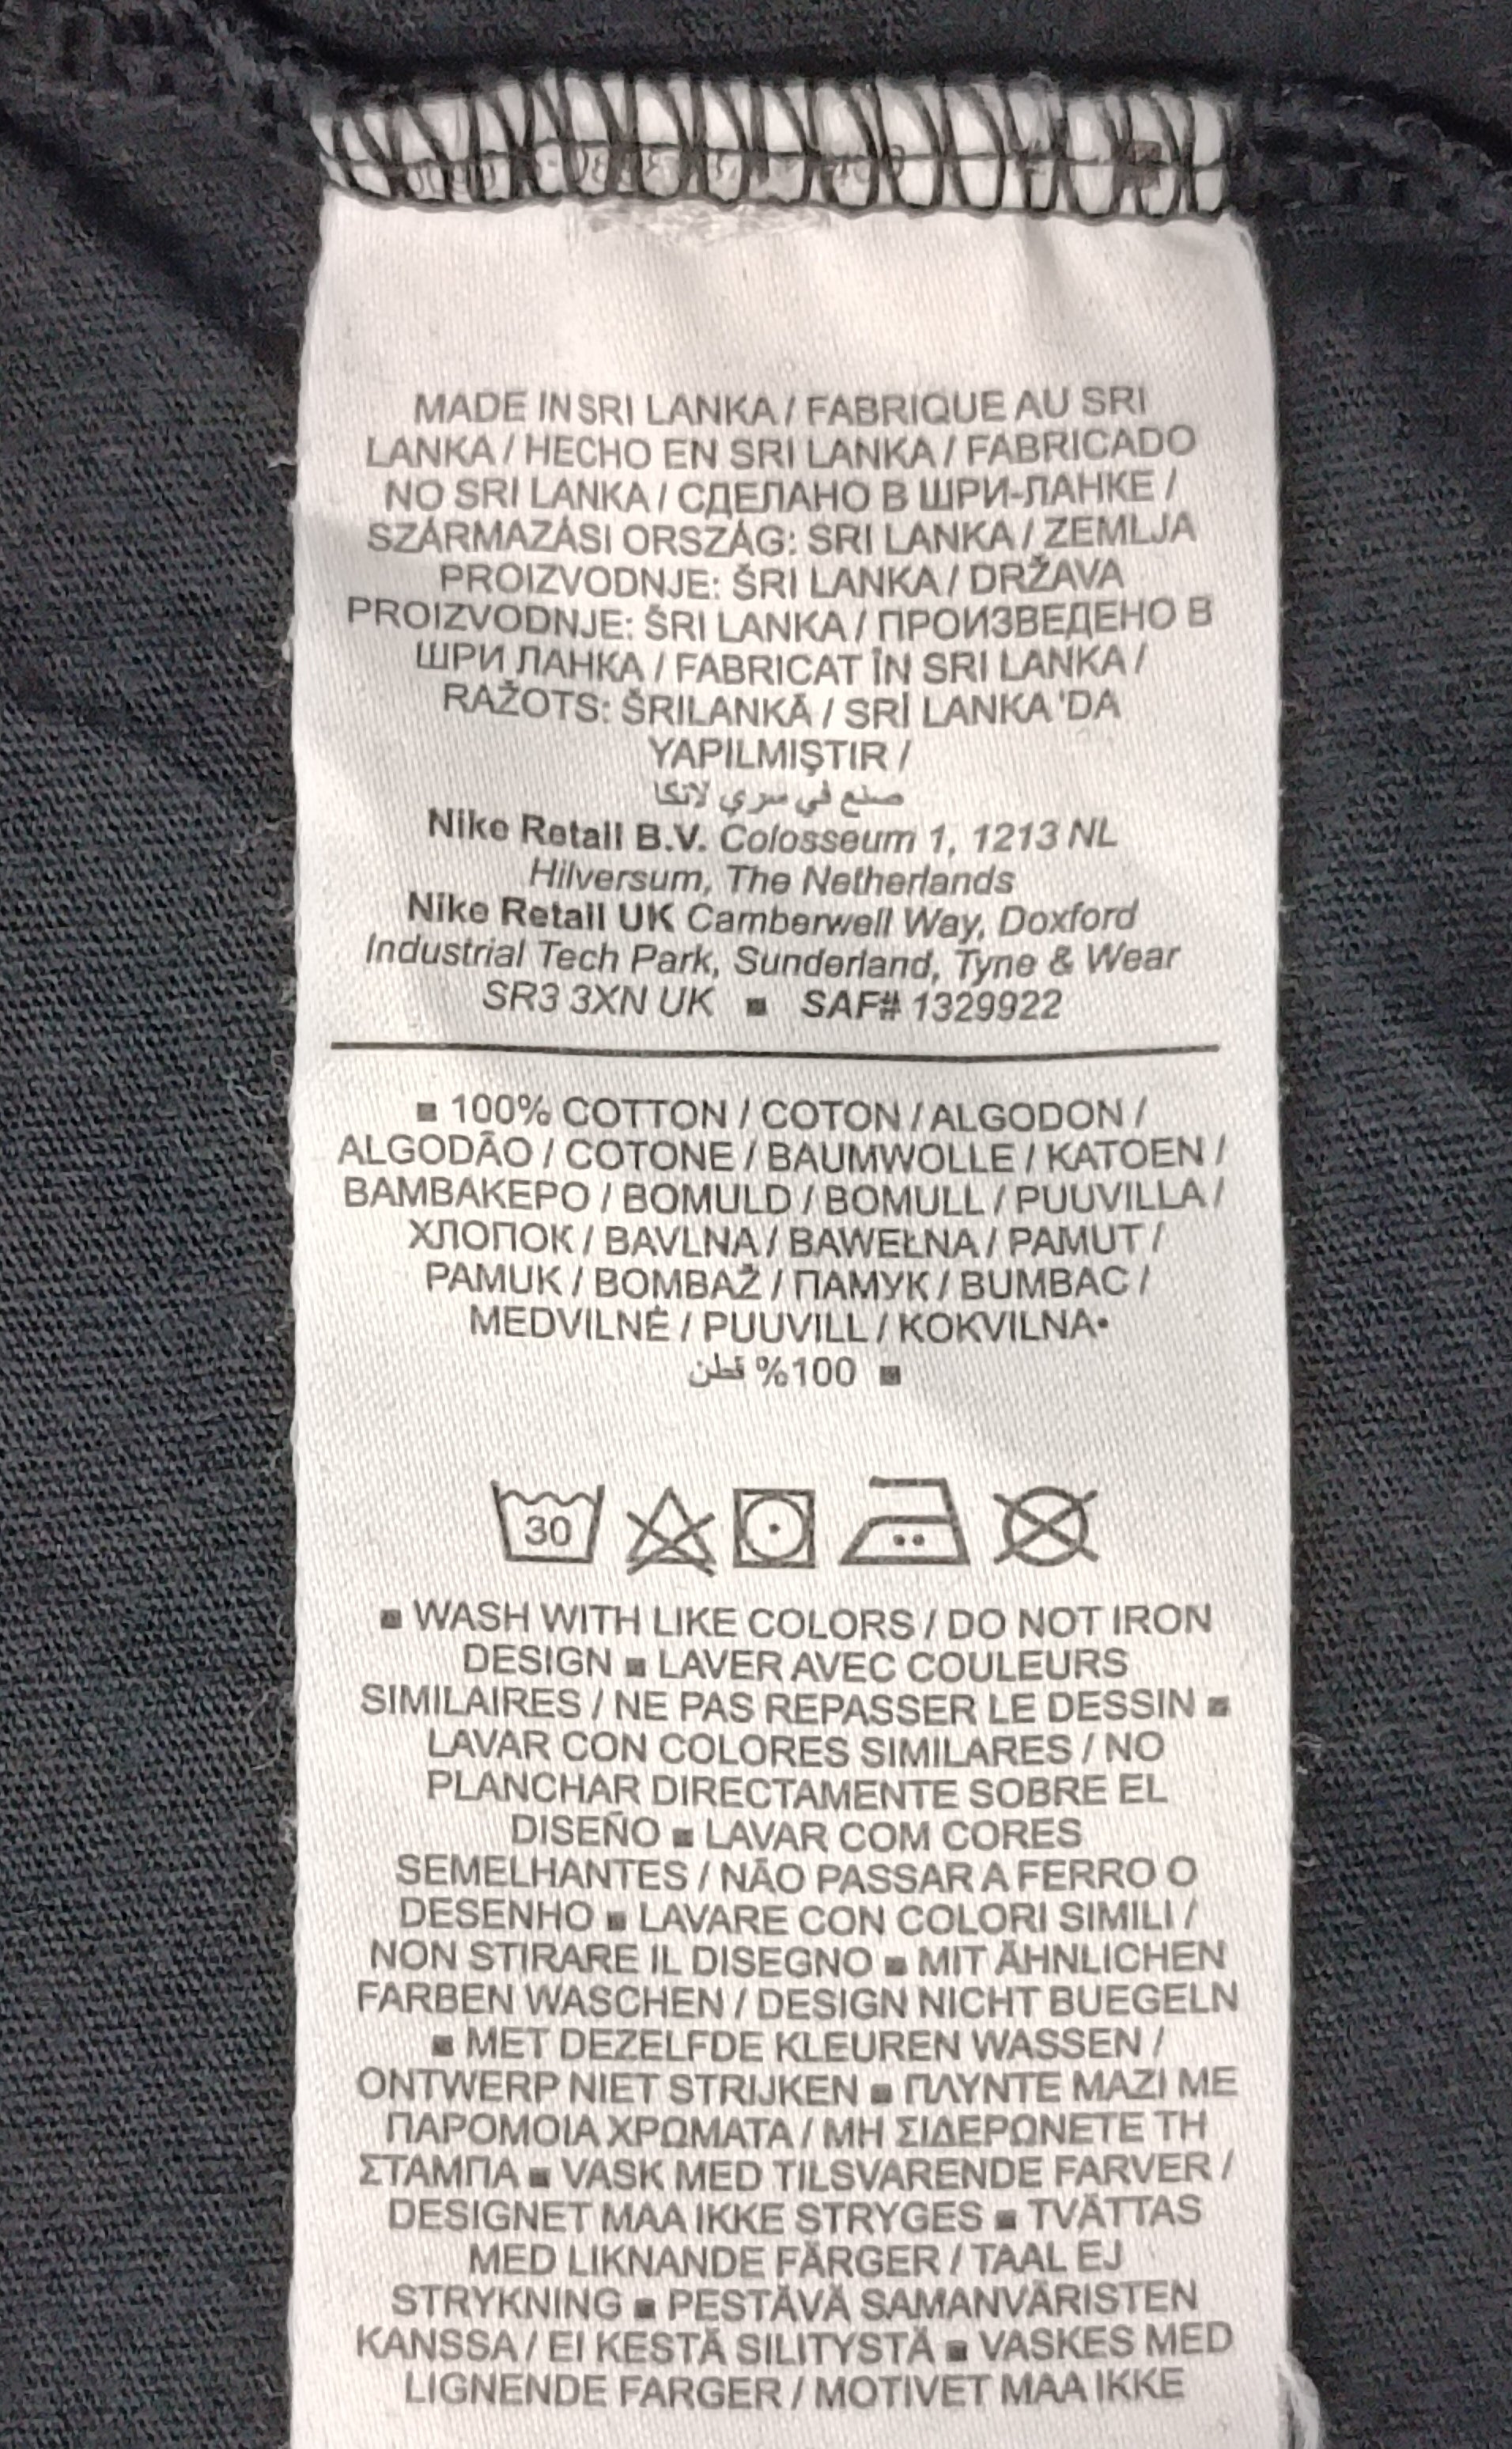 MADE IN SRI LANKA / FABRIQUE AU SRI
LANKA / HECHO EN SRI LANKA / FABRICADO
NO SRI LANKA / СДЕЛАНО В ШРИ-ЛАНКЕ /
SZÁRMAZÁSI ORSZÁG: SRI LANKA / ZEMLJA
PROIZVODNJE: ŠRI LANKA / DRŽAVA
PROIZVODNJE: ŠRI LANKA / ПРОИЗВЕДЕНО В
ШРИ ЛАНКА / FABRICAT ÎN SRI LANKA /
RAŽOTS: ŠRILANKĀ / SRİ LANKA 'DA
YAPILMIŞTIR /
صنع في سري لانكا
Nike Retail B.V. Colosseum 1, 1213 NL
Hilversum, The Netherlands
Nike Retail UK Camberwell Way, Doxford
Industrial Tech Park, Sunderland, Tyne & Wear
SR3 3XN UK ■ SAF# 1329922
■ 100% COTTON / COTON / ALGODON /
ALGODÃO / COTONE / BAUMWOLLE / KATOEN /
ΒΑΜΒΑΚΕΡΟ / BOMULD / BOMULL / PUUVILLA /
ХЛОПОК / BAVLNA / BAWEŁNA / PAMUT /
PAMUK / BOMBAŽ / ПАМУК / BUMBAC /
MEDVILNĖ / PUUVILL / KOKVILNA•
100% قطن ■
30
■ WASH WITH LIKE COLORS / DO NOT IRON
DESIGN ■ LAVER AVEC COULEURS
SIMILAIRES / NE PAS REPASSER LE DESSIN ■
LAVAR CON COLORES SIMILARES / NO
PLANCHAR DIRECTAMENTE SOBRE EL
DISEÑO ■ LAVAR COM CORES
SEMELHANTES / NÃO PASSAR A FERRO O
DESENHO ■ LAVARE CON COLORI SIMILI /
NON STIRARE IL DISEGNO ■ MIT ÄHNLICHEN
FARBEN WASCHEN / DESIGN NICHT BUEGELN
■ MET DEZELFDE KLEUREN WASSEN /
ONTWERP NIET STRIJKEN ■ ΠΛΥΝΤΕ ΜΑΖΙ ΜΕ
ΠΑΡΟΜΟΙΑ ΧΡΩΜΑΤΑ / ΜΗ ΣΙΔΕΡΩΝΕΤΕ ΤΗ
ΣΤΑΜΠΑ ■ VASK MED TILSVARENDE FARVER /
DESIGNET MAA IKKE STRYGES ■ TVÄTTAS
MED LIKNANDE FÄRGER / TAAL EJ
STRYKNING ■ PESTÄVÄ SAMANVÄRISTEN
KANSSA / EI KESTÄ SILITYSTÄ ■ VASKES MED
LIGNENDE FARGER / MOTIVET MAA IKKE